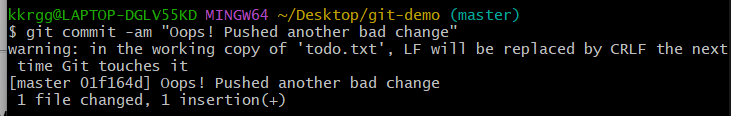 kkrgg@LAPTOP-DGLV55KD MINGW64 ~/Desktop/git-demo (master)
$ git commit -am "Oops! Pushed another bad change"
warning: in the working copy of 'todo.txt', LF will be replaced by CRLF the next
 time Git touches it
[master 01f164d] Oops! Pushed another bad change
 1 file changed, 1 insertion(+)